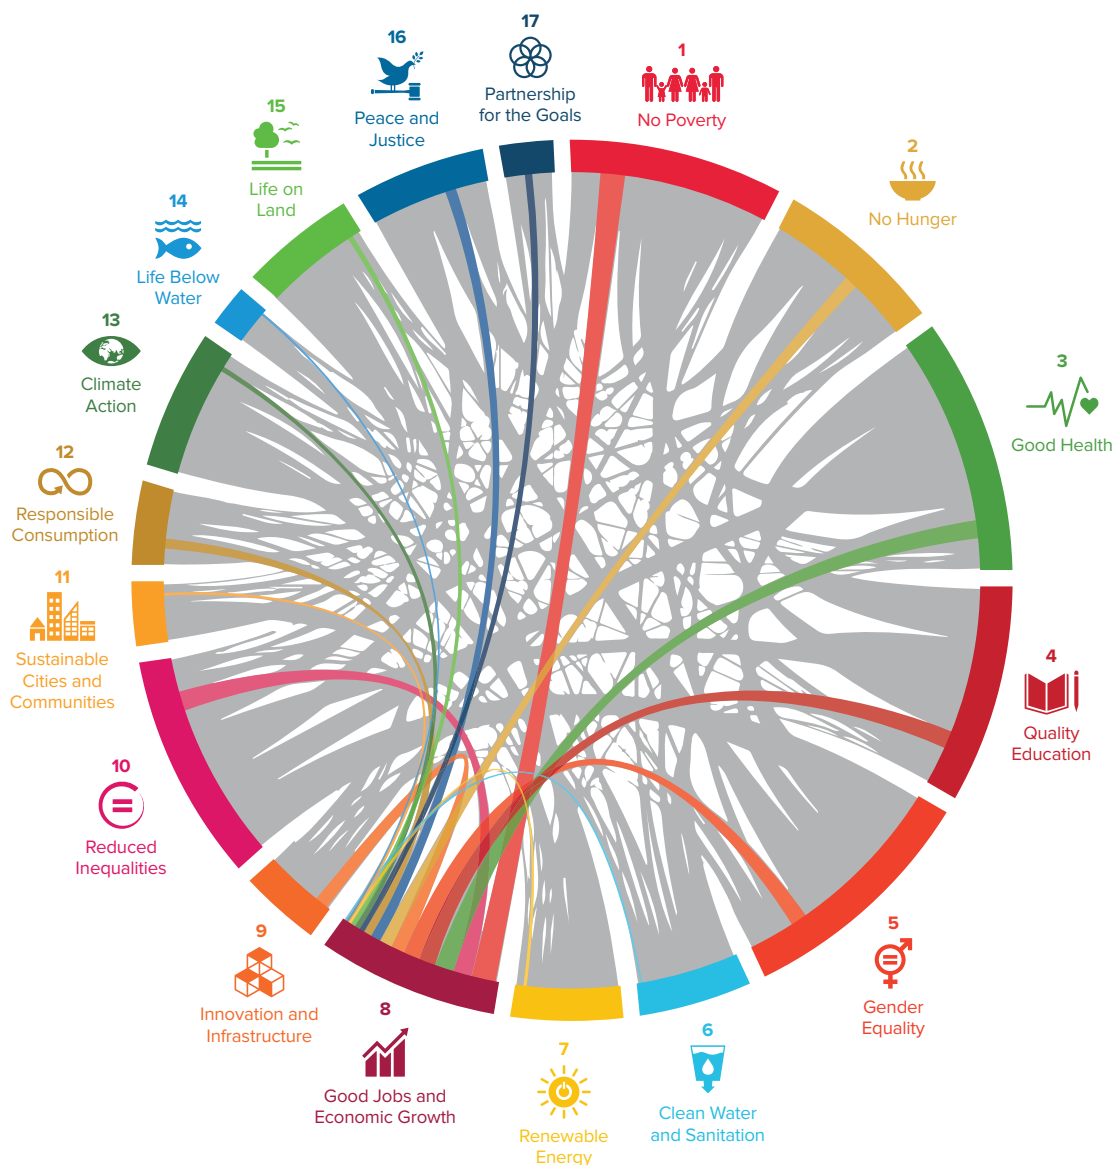 1
No Poverty
2
No Hunger
3
Good Health
4
Quality
Education
5
Gender
Equality
6
Clean Water
and Sanitation
7
Renewable
Energy
8
Good Jobs and
Economic Growth
9
Innovation and
Infrastructure
10
Reduced
Inequalities
11
Sustainable
Cities and
Communities
12
Responsible
Consumption
13
Climate
Action
14
Life Below
Water
15
Life on
Land
16
Peace and
Justice
17
Partnership
for the Goals